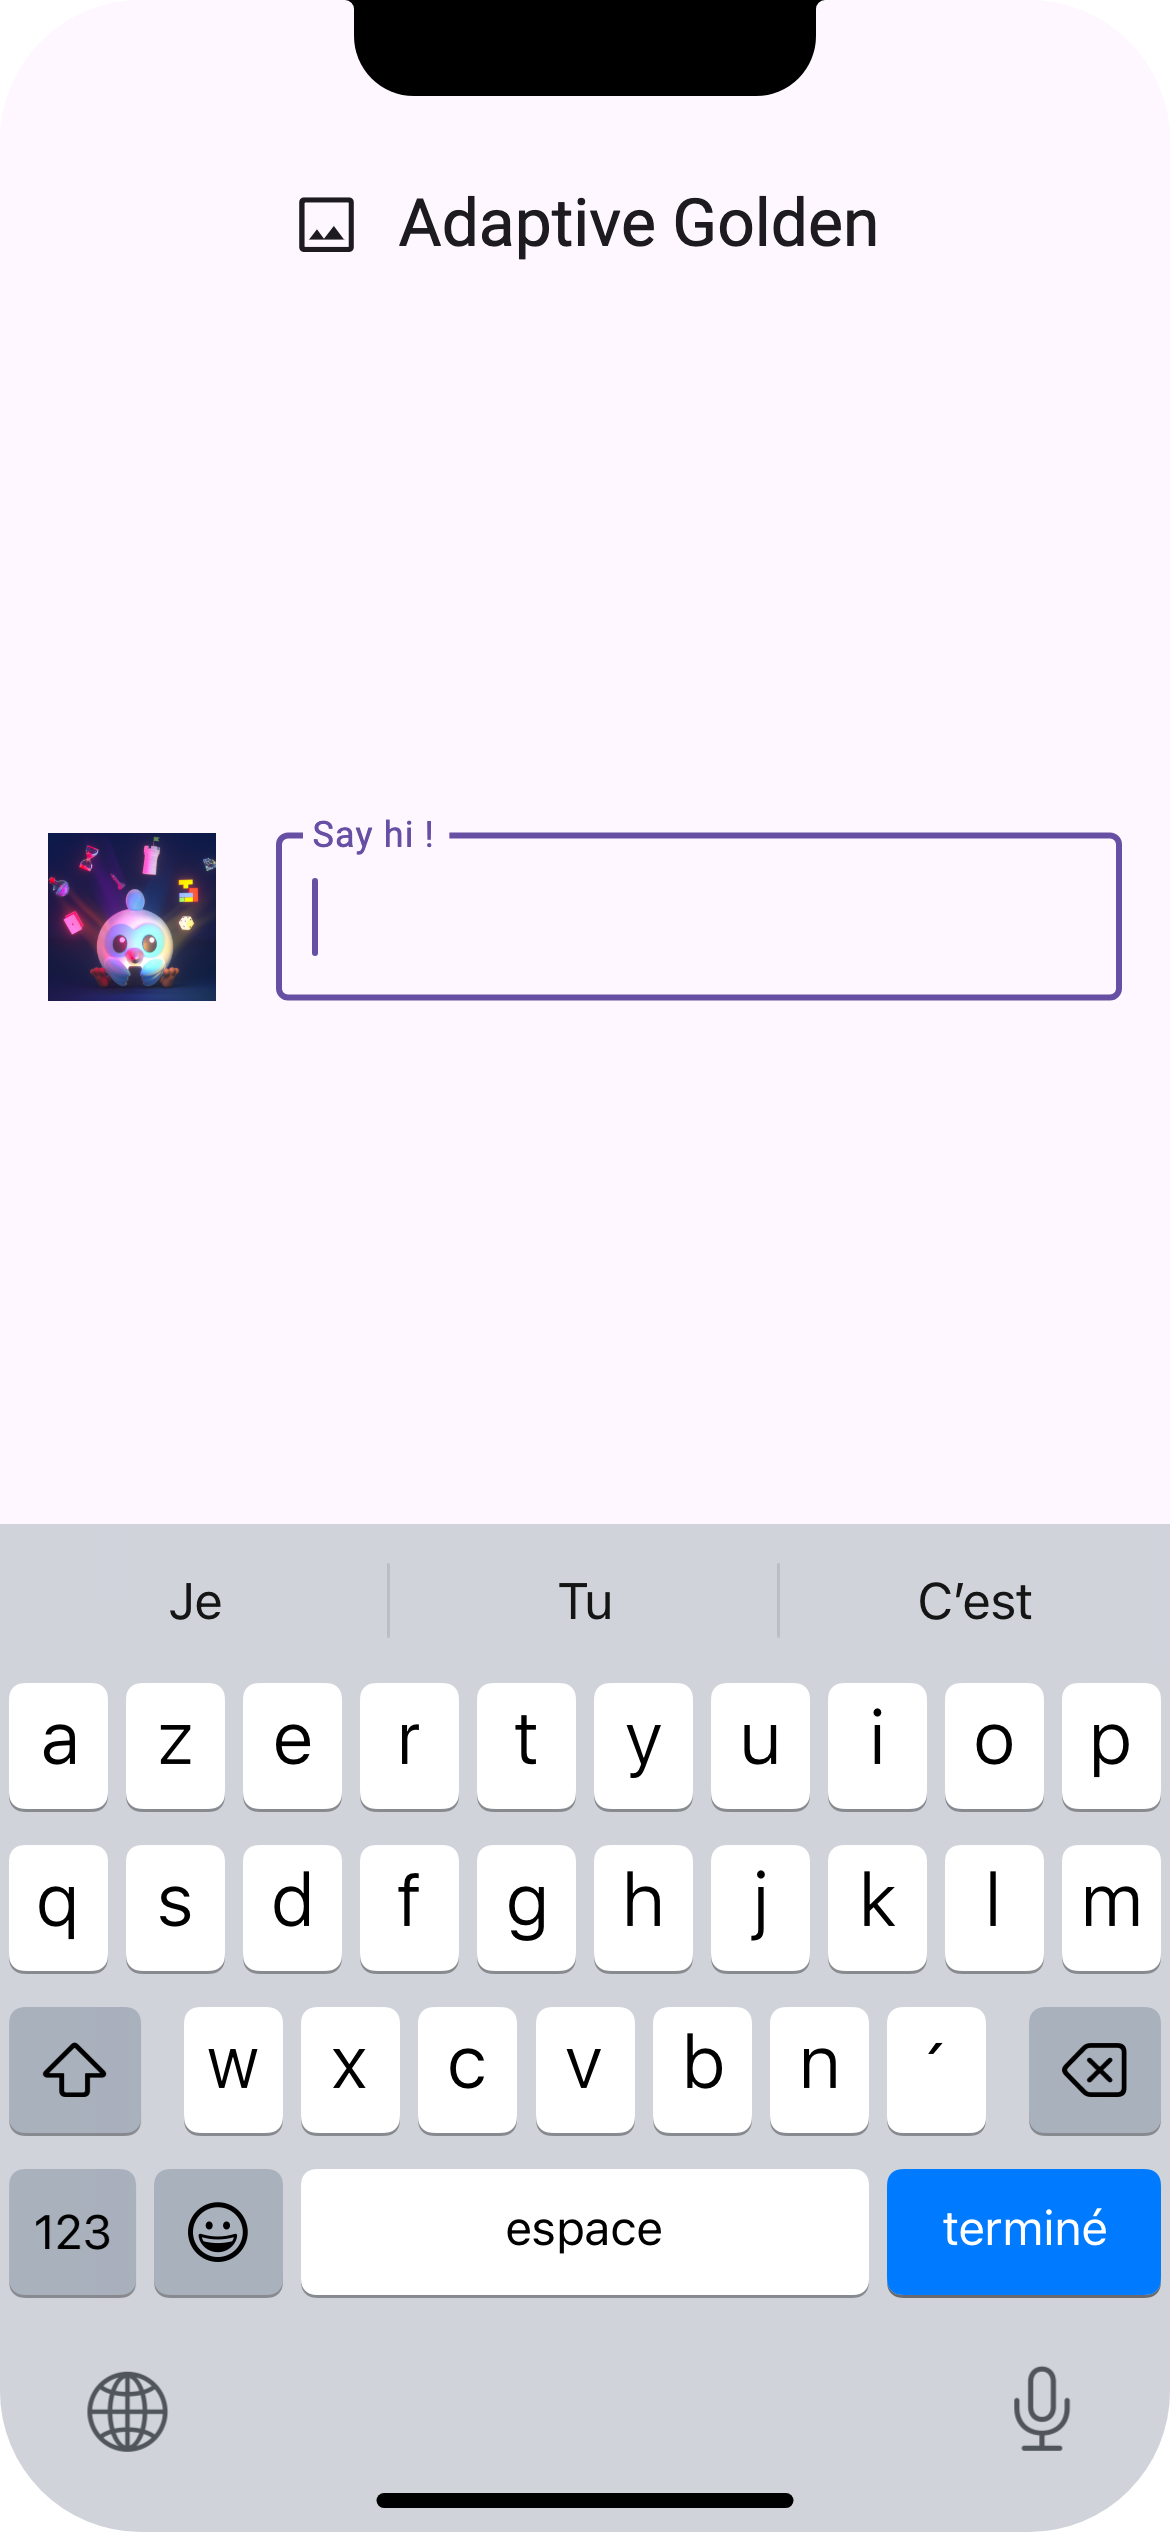 Adaptive Golden
Say hi !
Je Tu C’est
a z e r t y u i o p
q s d f g h j k l m
w x c v b n ´
123 espace terminé